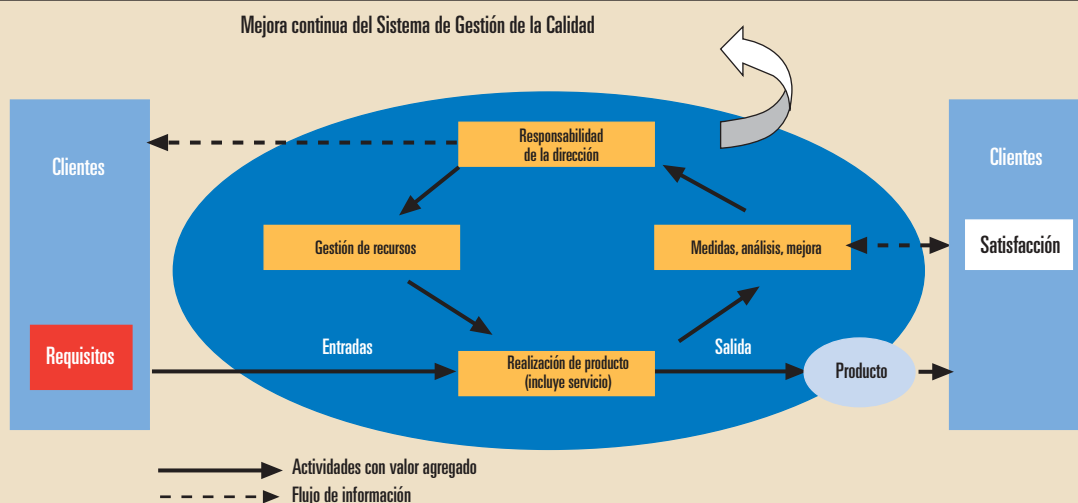 Mejora continua del Sistema de Gestión de la Calidad
Clientes
Responsabilidad
de la dirección
Clientes
Gestión de recursos
Medidas, análisis, mejora
Satisfacción
Requisitos
Entradas
Realización de producto
(incluye servicio)
Salida
Producto
Actividades con valor agregado
Flujo de información